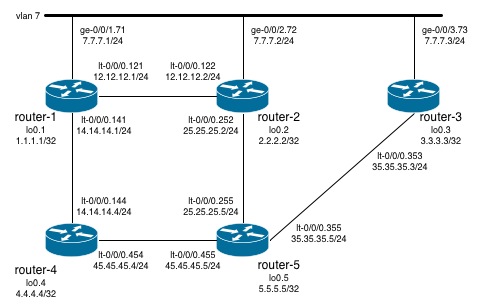 vlan 7
ge-0/0/1.71
7.7.7.1/24
ge-0/0/2.72
7.7.7.2/24
ge-0/0/3.73
7.7.7.3/24
lt-0/0/0.121
12.12.12.1/24
lt-0/0/0.122
12.12.12.2/24
router-1
lo0.1
1.1.1.1/32
lt-0/0/0.141
14.14.14.1/24
lt-0/0/0.252
25.25.25.2/24
router-2
lo0.2
2.2.2.2/32
router-3
lo0.3
3.3.3.3/32
lt-0/0/0.353
35.35.35.3/24
lt-0/0/0.144
14.14.14.4/24
lt-0/0/0.255
25.25.25.5/24
lt-0/0/0.355
35.35.35.5/24
router-4
lo0.4
4.4.4.4/32
lt-0/0/0.454
45.45.45.4/24
lt-0/0/0.455
45.45.45.5/24
router-5
lo0.5
5.5.5.5/32